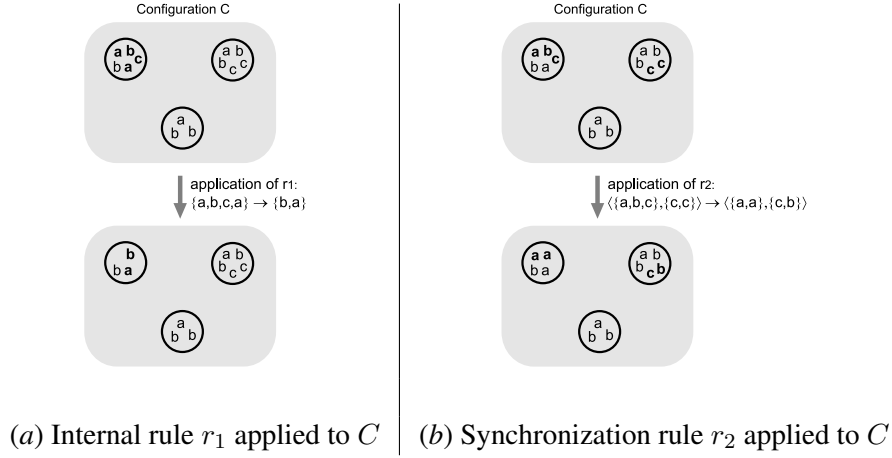 Configuration C
a b
c
b a
a b
b c c
a
b b
application of r1:
{a,b,c,a} → {b,a}
b
b a
a b
b c c
a
b b
(a) Internal rule r1 applied to C
Configuration C
a b
c
b a
a b
b c c
a
b b
application of r2:
⟨{a,b,c},{c,c}⟩ → ⟨{a,a},{c,b}⟩
a a
b a
a b
b c b
a
b b
(b) Synchronization rule r2 applied to C